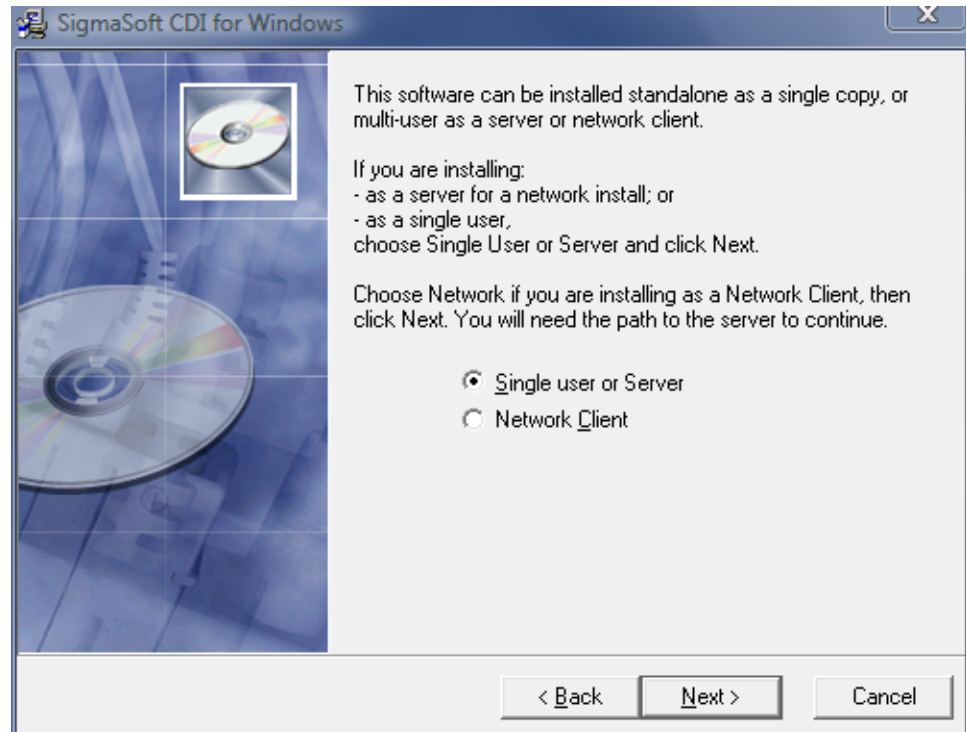 SigmaSoft CDI for Windows
This software can be installed standalone as a single copy, or
multi-user as a server or network client.
If you are installing:
- as a server for a network install; or
- as a single user,
choose Single User or Server and click Next.
Choose Network if you are installing as a Network Client, then
click Next. You will need the path to the server to continue.
Single user or Server
Network Client
< Back Next > Cancel